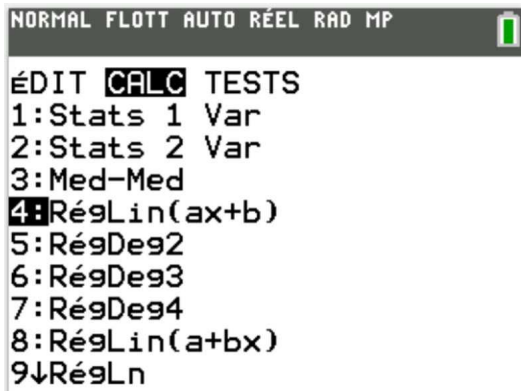 NORMAL FLOTT AUTO RÉEL RAD MP
ÉDIT CALC TESTS
1:Stats 1 Var
2:Stats 2 Var
3:Med-Med
4:RégLin(ax+b)
5:RégDeg2
6:RégDeg3
7:RégDeg4
8:RégLin(a+bx)
9↓RégLn